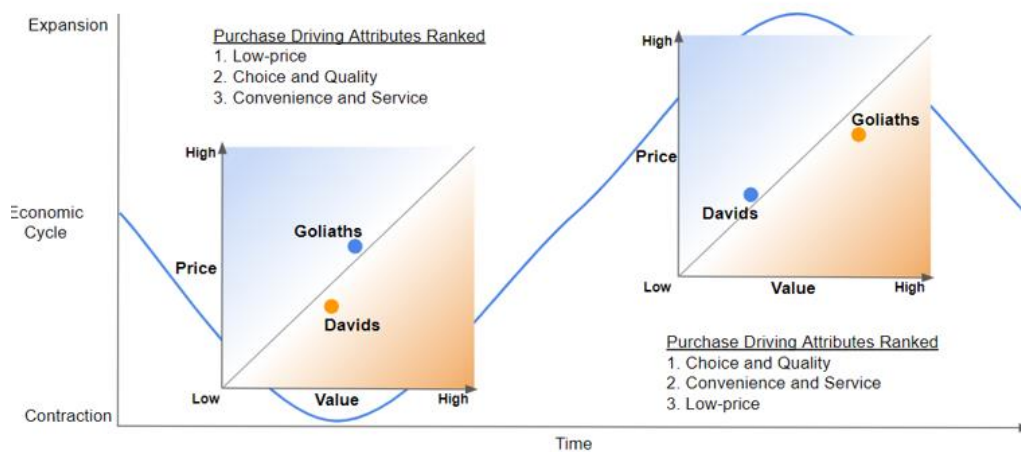 Expansion
Purchase Driving Attributes Ranked
1. Low-price
2. Choice and Quality
3. Convenience and Service
High
Goliaths
Price
Davids
Low
Value
High
High
Goliaths
Price
Davids
Low
Value
High
Purchase Driving Attributes Ranked
1. Choice and Quality
2. Convenience and Service
3. Low-price
Economic
Cycle
Contraction
Time